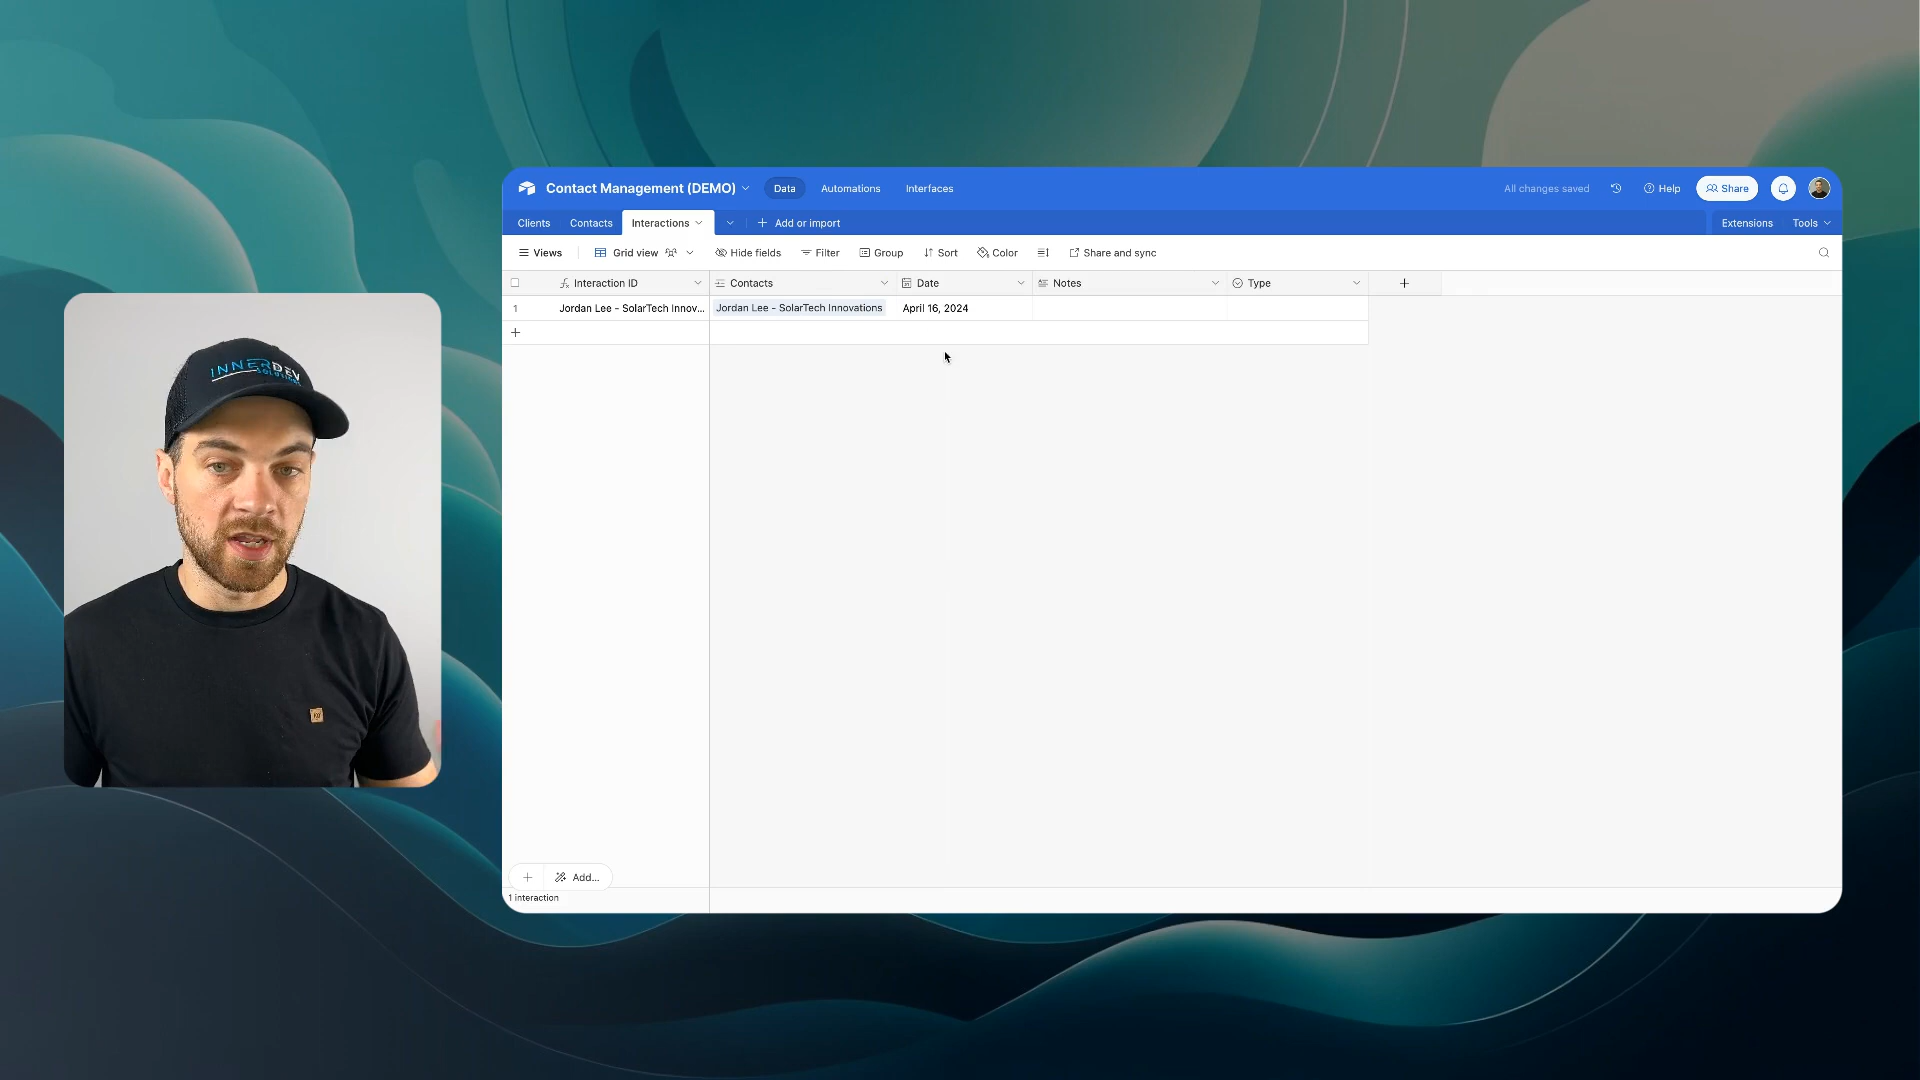 Contact Management (DEMO)
Data
Automations
Interfaces
All changes saved
Help
Share
Clients
Contacts
Interactions
Add or import
Extensions
Tools
Views
Grid view
Hide fields
Filter
Group
Sort
Color
Share and sync
Interaction ID
Contacts
Date
Notes
Type
1
Jordan Lee - SolarTech Innov...
Jordan Lee - SolarTech Innovations
April 16, 2024
INNERDEV
SOLUTIONS
Add...
1 interaction